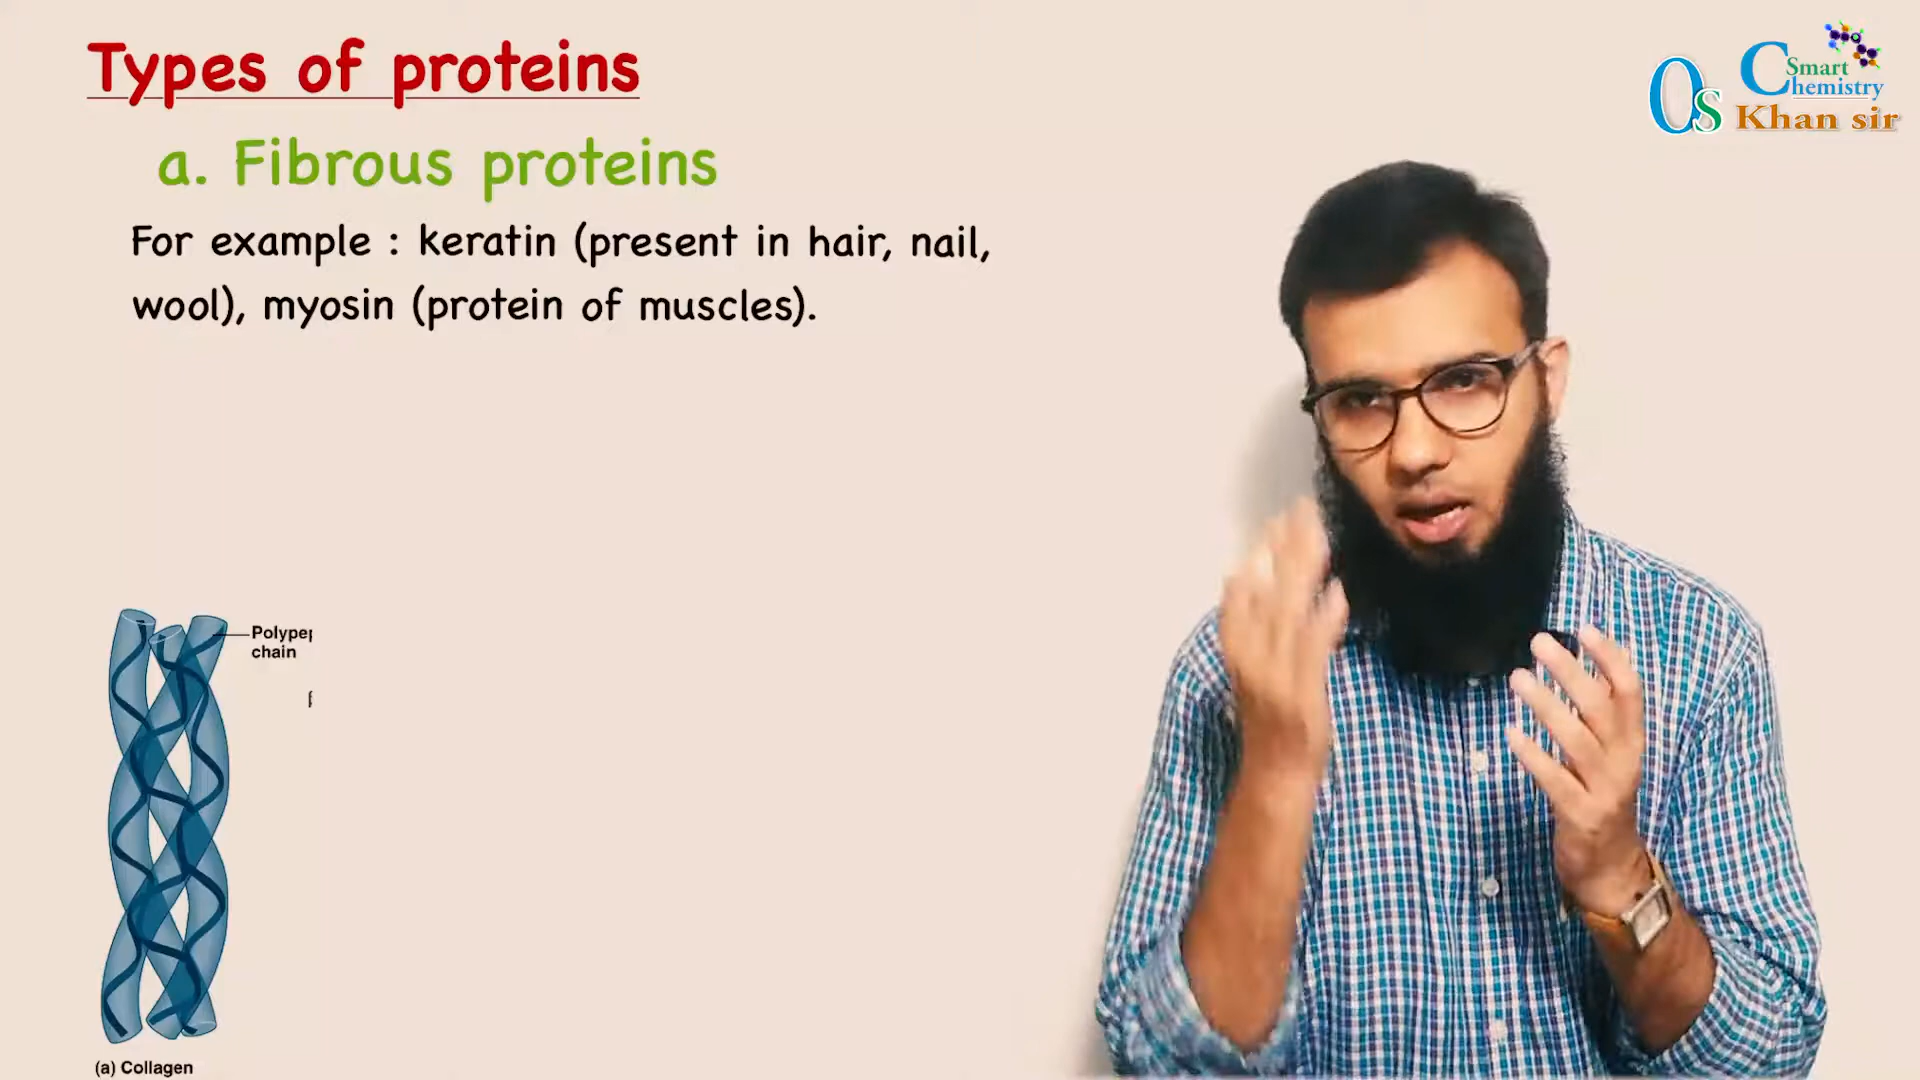 Types of proteins
a. Fibrous proteins
For example : keratin (present in hair, nail,
wool), myosin (protein of muscles).
Os
Smart
Chemistry
Khan sir
chain
(a) Collagen